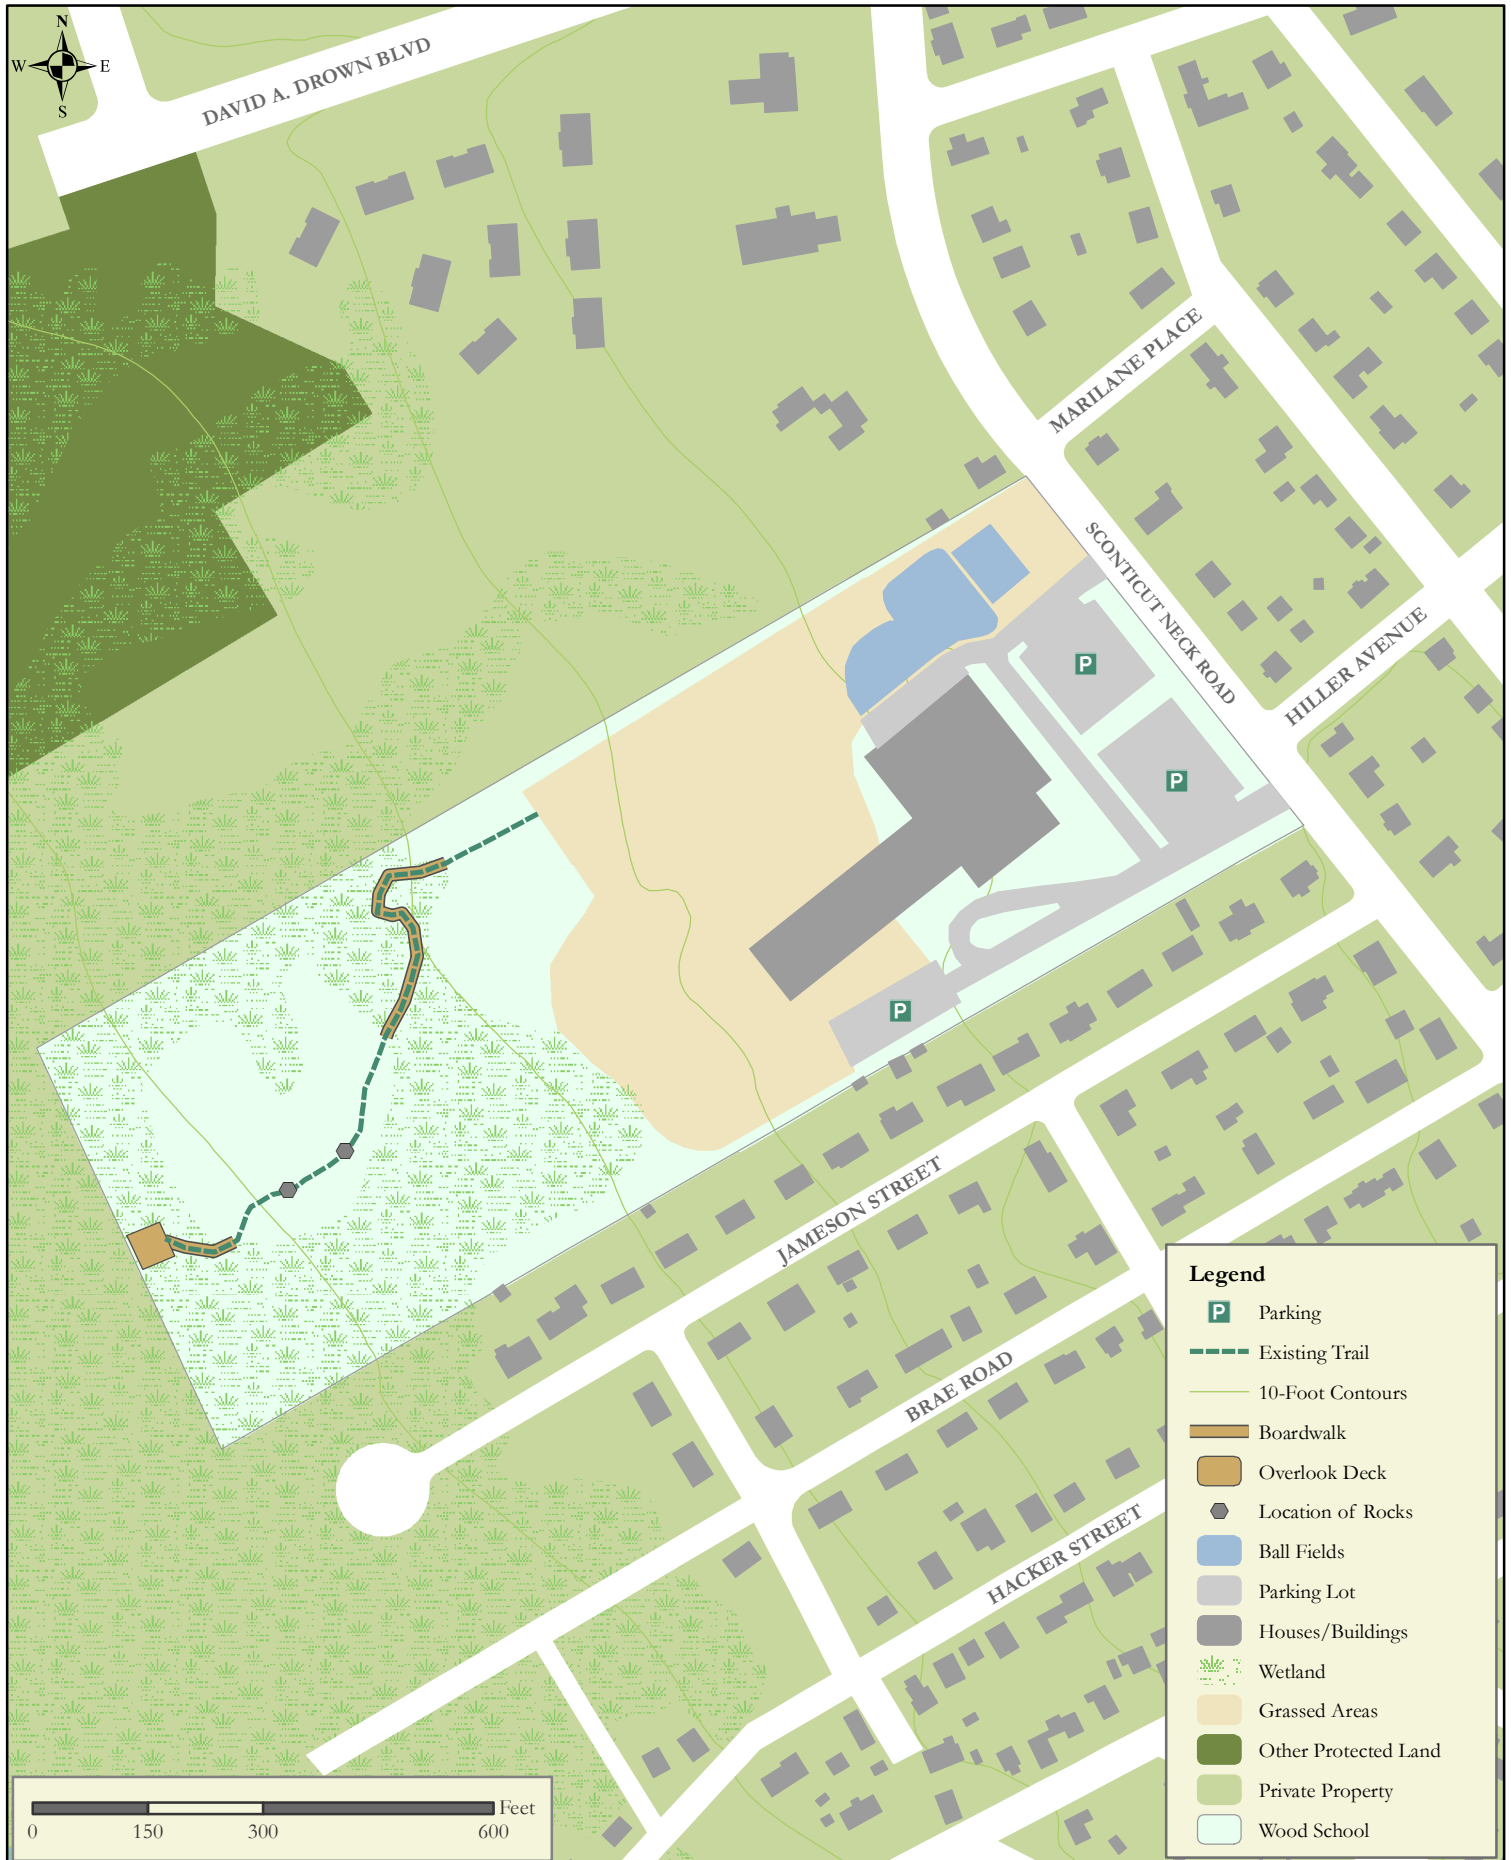 N
W E
S
DAVID A. DROWN BLVD
MARILANE PLACE
SCONTICUT NECK ROAD
HILLER AVENUE
P
P
P
JAMESON STREET
BRAE ROAD
HACKER STREET
Legend
P Parking
Existing Trail
10-Foot Contours
Boardwalk
Overlook Deck
Location of Rocks
Ball Fields
Parking Lot
Houses/Buildings
Wetland
Grassed Areas
Other Protected Land
Private Property
Wood School
Feet
0 150 300 600